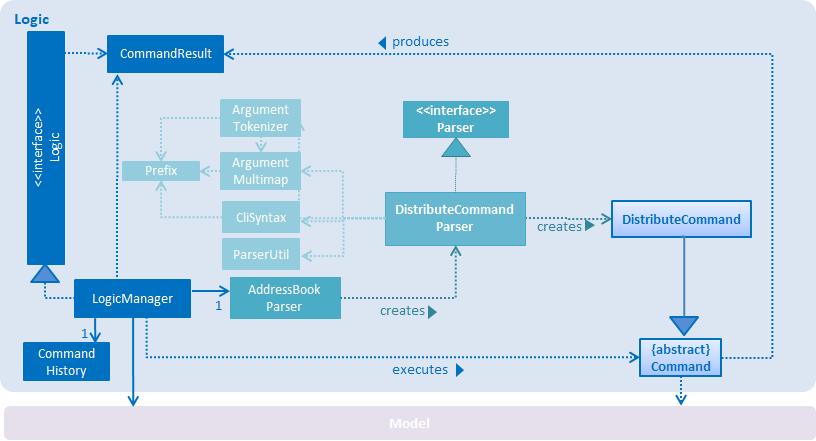 Logic
<<interface>>
Logic
CommandResult
produces
Argument
Tokenizer
<<interface>>
Parser
Prefix
Argument
Multimap
CliSyntax
DistributeCommand
Parser
creates
DistributeCommand
ParserUtil
LogicManager
1
AddressBook
Parser
creates
1
Command
History
executes
{abstract}
Command
Model